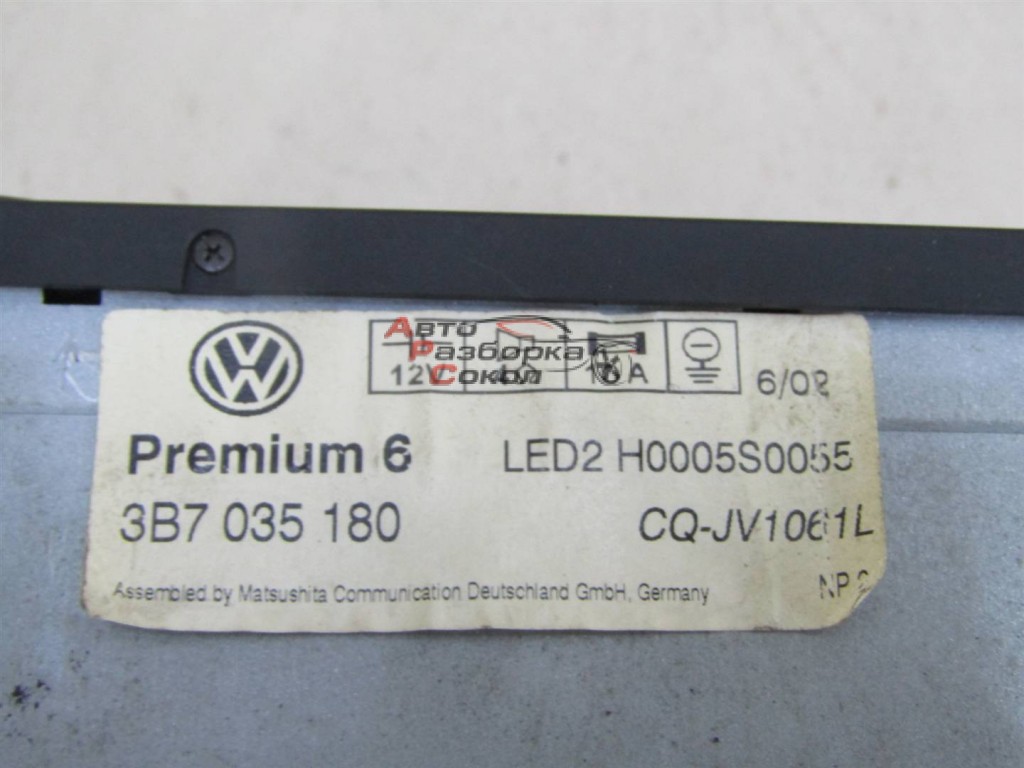 Авто
Разборка
Сокол
12V
6/02
Premium 6
LED2 H0005S0055
3B7 035 180
CQ-JV1061L
Assembled by Matsushita Communication Deutschland GmbH, Germany
NP